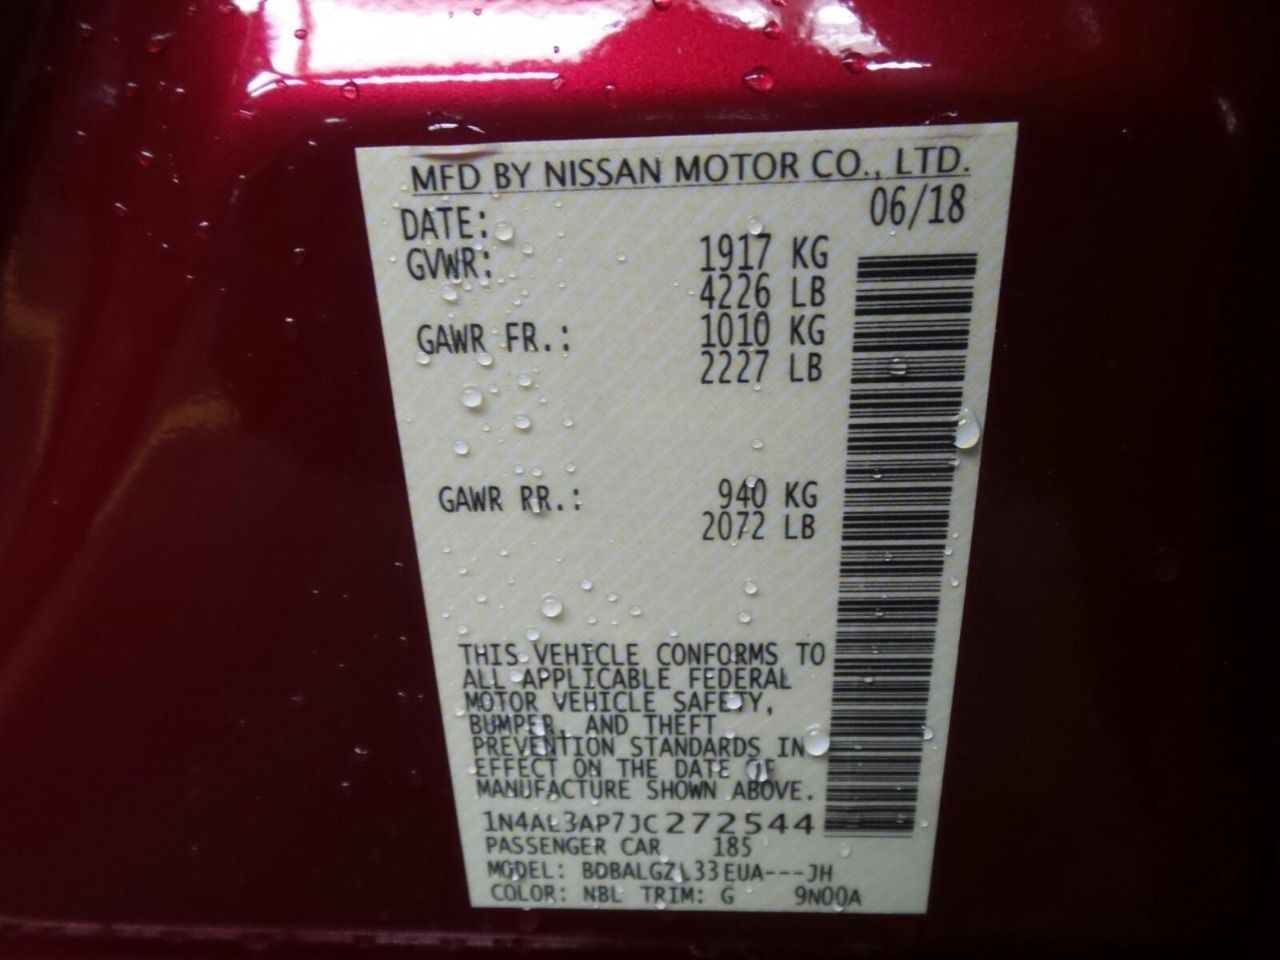 MFD BY NISSAN MOTOR CO., LTD.
DATE: 06/18
GVWR: 1917 KG
4226 LB
GAWR FR.: 1010 KG
2227 LB
GAWR RR.: 940 KG
2072 LB
THIS VEHICLE CONFORMS TO
ALL APPLICABLE FEDERAL
MOTOR VEHICLE SAFETY,
BUMPER, AND THEFT
PREVENTION STANDARDS IN
EFFECT ON THE DATE OF
MANUFACTURE SHOWN ABOVE.
1N4AL3AP7JC272544
PASSENGER CAR 185
MODEL: BDBALGZL33EUA---JH
COLOR: NBL TRIM: G 9N00A